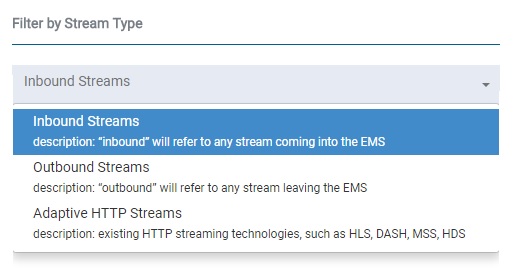 Filter by Stream Type
Inbound Streams
Inbound Streams
description: "inbound" will refer to any stream coming into the EMS
Outbound Streams
description: "outbound" will refer to any stream leaving the EMS
Adaptive HTTP Streams
description: existing HTTP streaming technologies, such as HLS, DASH, MSS, HDS